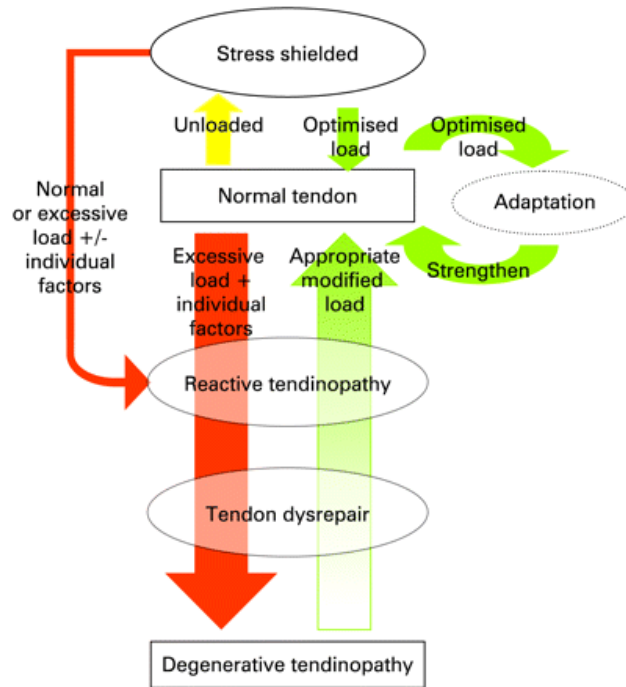 Stress shielded
Unloaded
Optimised
load
Optimised
load
Normal
or excessive
load +/-
individual
factors
Normal tendon
Adaptation
Excessive
load +
individual
factors
Appropriate
modified
load
Strengthen
Reactive tendinopathy
Tendon dysrepair
Degenerative tendinopathy